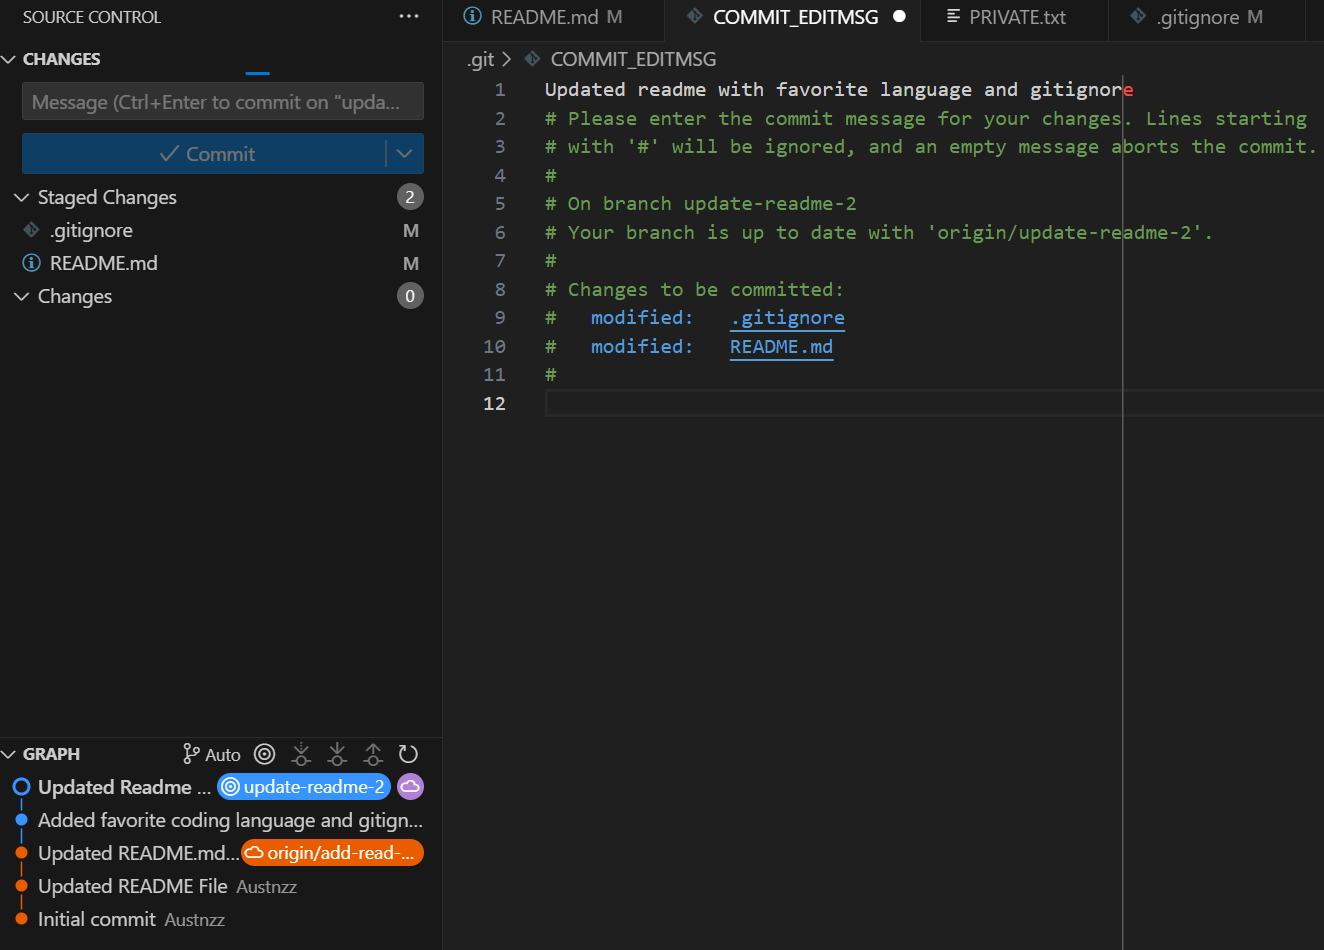 SOURCE CONTROL
CHANGES
Message (Ctrl+Enter to commit on "upda...
Commit
Staged Changes 2
.gitignore M
README.md M
Changes 0
GRAPH Auto
Updated Readme ... update-readme-2
Added favorite coding language and gitign...
Updated README.md... origin/add-read-...
Updated README File Austnzz
Initial commit Austnzz
README.md M COMMIT_EDITMSG PRIVATE.txt .gitignore M
.git > COMMIT_EDITMSG
1 Updated readme with favorite language and gitignore
2 # Please enter the commit message for your changes. Lines starting
3 # with '#' will be ignored, and an empty message aborts the commit.
4 #
5 # On branch update-readme-2
6 # Your branch is up to date with 'origin/update-readme-2'.
7 #
8 # Changes to be committed:
9 # modified: .gitignore
10 # modified: README.md
11 #
12